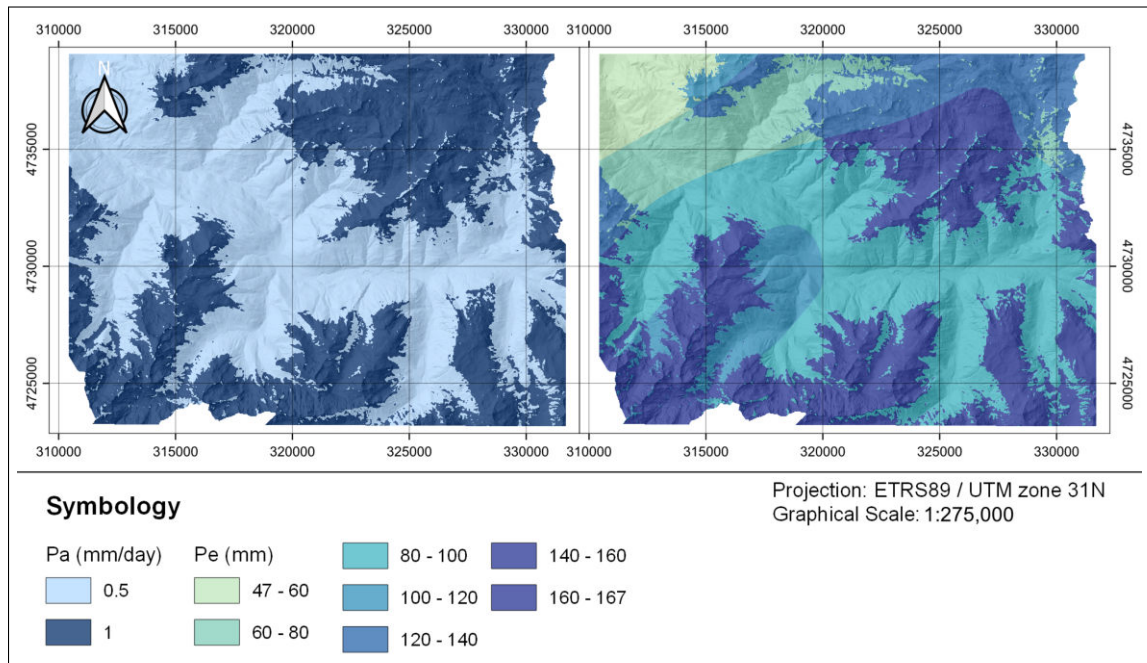 310000 315000 320000 325000 330000 310000 315000 320000 325000 330000
N
4735000 4735000
4730000 4730000
4725000 4725000
310000 315000 320000 325000 330000 310000 315000 320000 325000 330000
Symbology
Projection: ETRS89 / UTM zone 31N
Graphical Scale: 1:275,000
Pa (mm/day)
0.5
1
Pe (mm)
47 - 60
60 - 80
80 - 100
100 - 120
120 - 140
140 - 160
160 - 167